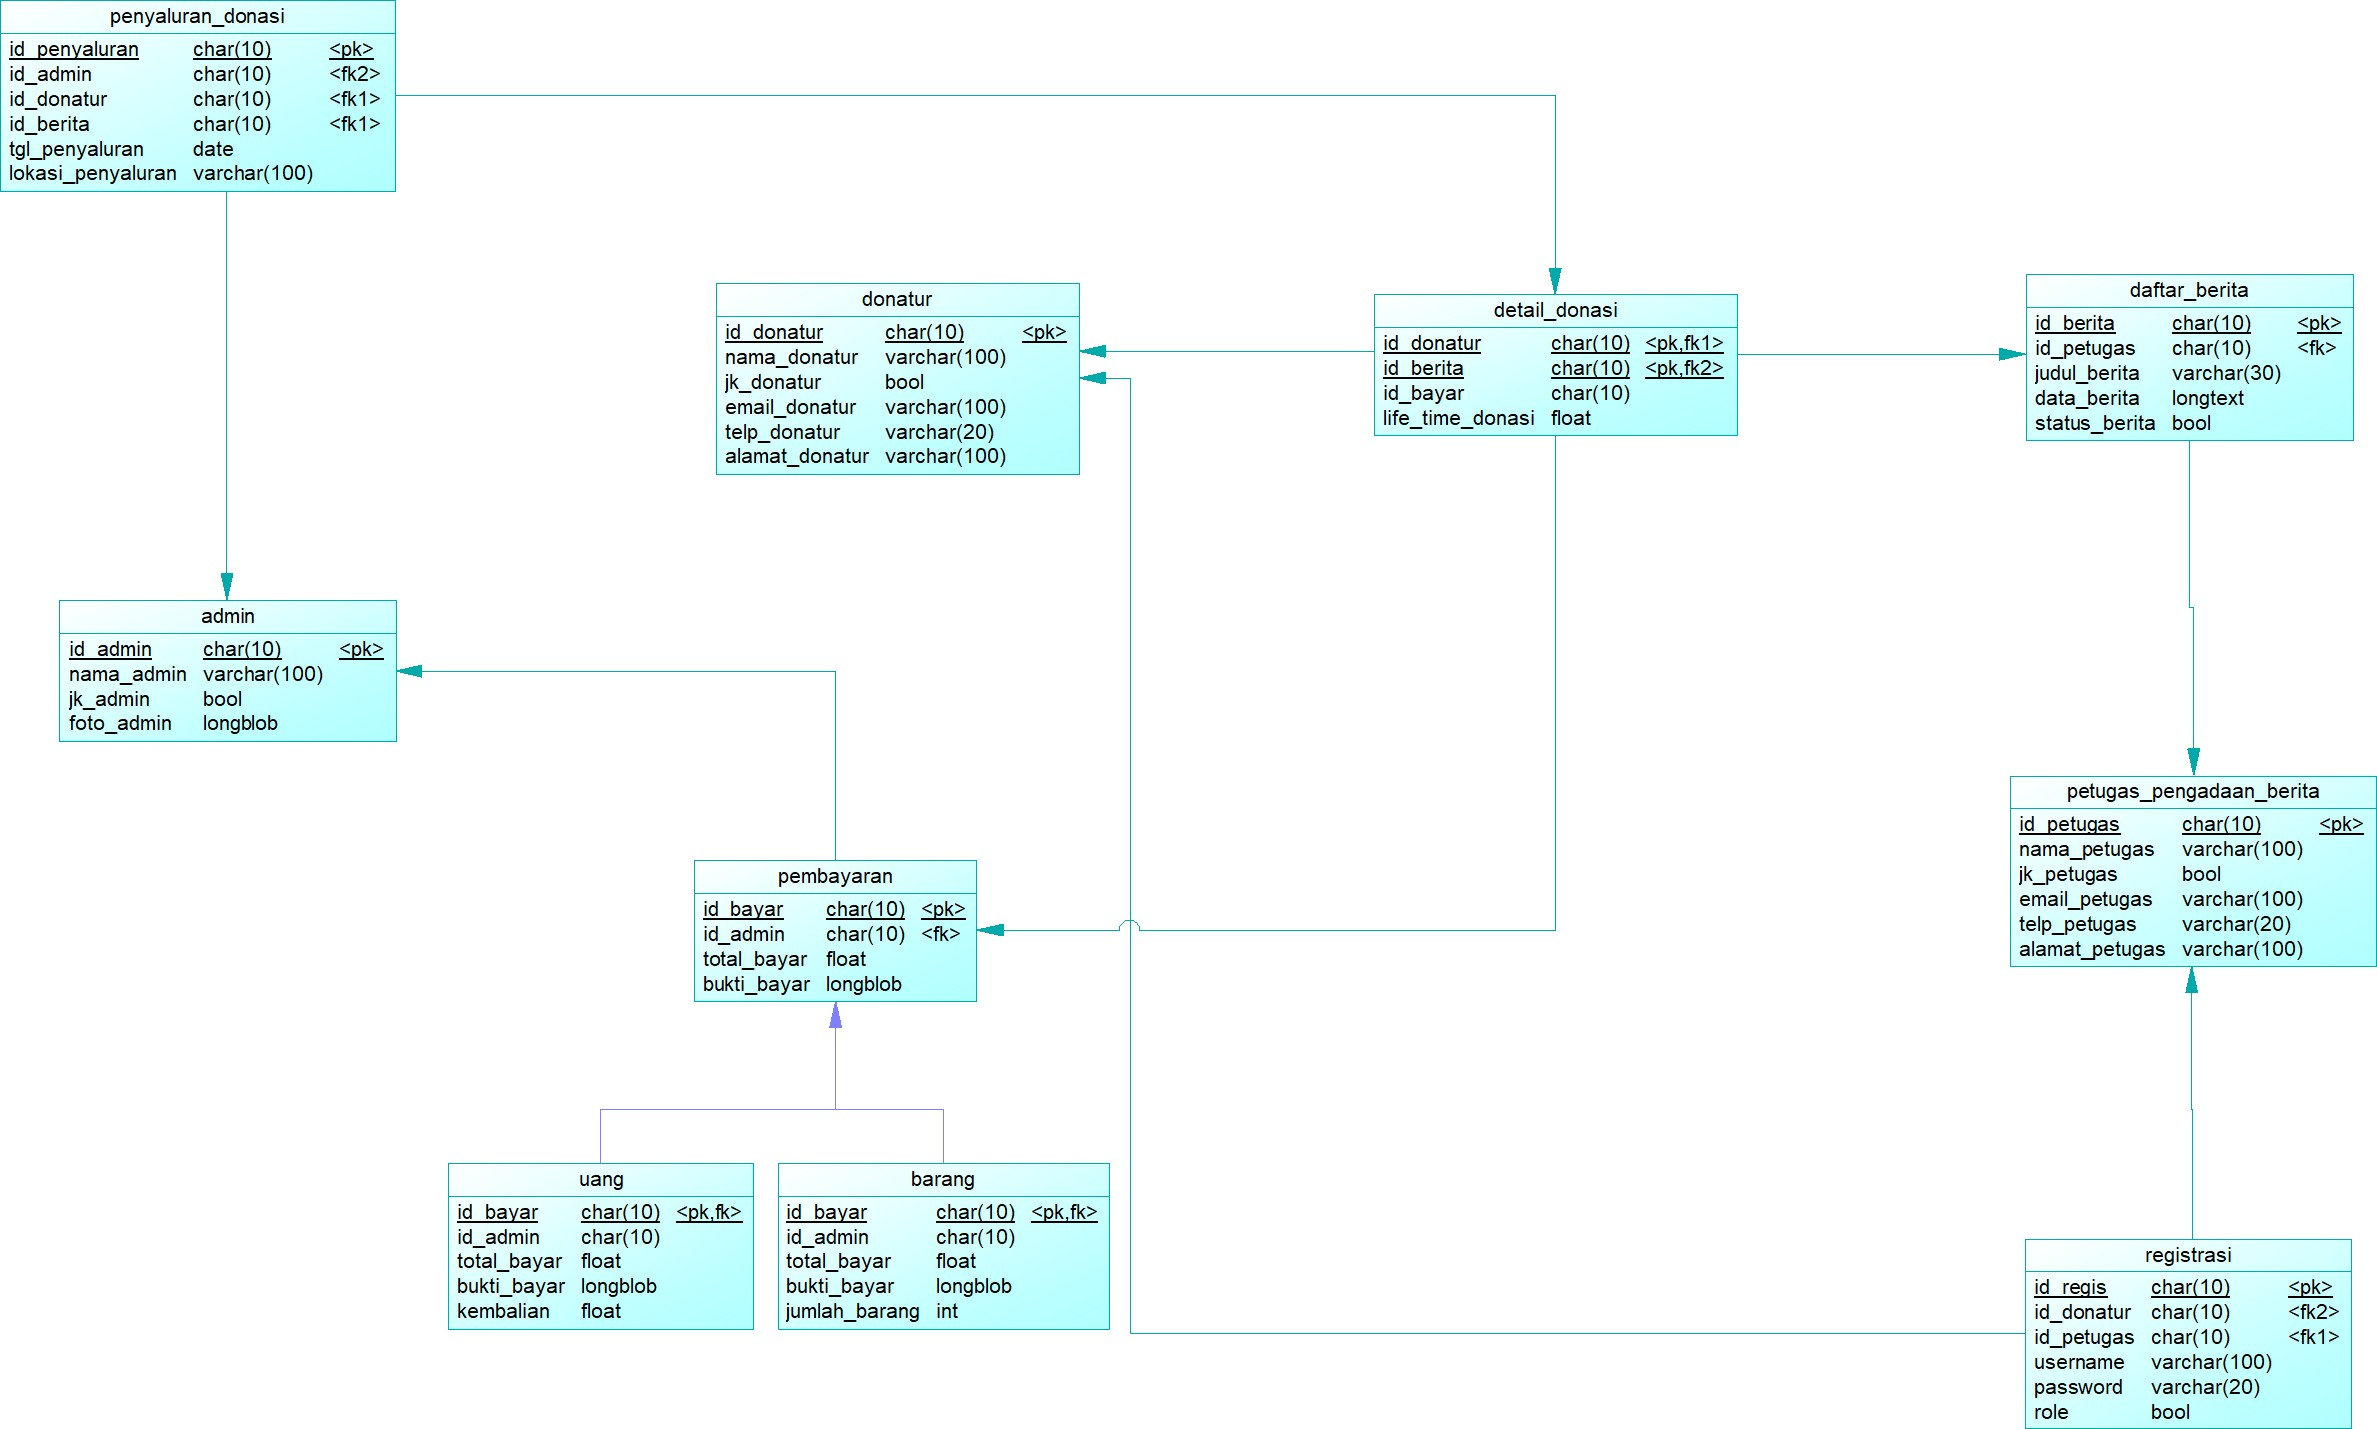 penyaluran_donasi
id_penyaluran char(10) <pk>
id_admin char(10) <fk2>
id_donatur char(10) <fk1>
id_berita char(10) <fk1>
tgl_penyaluran date
lokasi_penyaluran varchar(100)
donatur
id_donatur char(10) <pk>
nama_donatur varchar(100)
jk_donatur bool
email_donatur varchar(100)
telp_donatur varchar(20)
alamat_donatur varchar(100)
detail_donasi
id_donatur char(10) <pk,fk1>
id_berita char(10) <pk,fk2>
id_bayar char(10)
life_time_donasi float
daftar_berita
id_berita char(10) <pk>
id_petugas char(10) <fk>
judul_berita varchar(30)
data_berita longtext
status_berita bool
admin
id_admin char(10) <pk>
nama_admin varchar(100)
jk_admin bool
foto_admin longblob
petugas_pengadaan_berita
id_petugas char(10) <pk>
nama_petugas varchar(100)
jk_petugas bool
email_petugas varchar(100)
telp_petugas varchar(20)
alamat_petugas varchar(100)
pembayaran
id_bayar char(10) <pk>
id_admin char(10) <fk>
total_bayar float
bukti_bayar longblob
uang
id_bayar char(10) <pk,fk>
id_admin char(10)
total_bayar float
bukti_bayar longblob
kembalian float
barang
id_bayar char(10) <pk,fk>
id_admin char(10)
total_bayar float
bukti_bayar longblob
jumlah_barang int
registrasi
id_regis char(10) <pk>
id_donatur char(10) <fk2>
id_petugas char(10) <fk1>
username varchar(100)
password varchar(20)
role bool